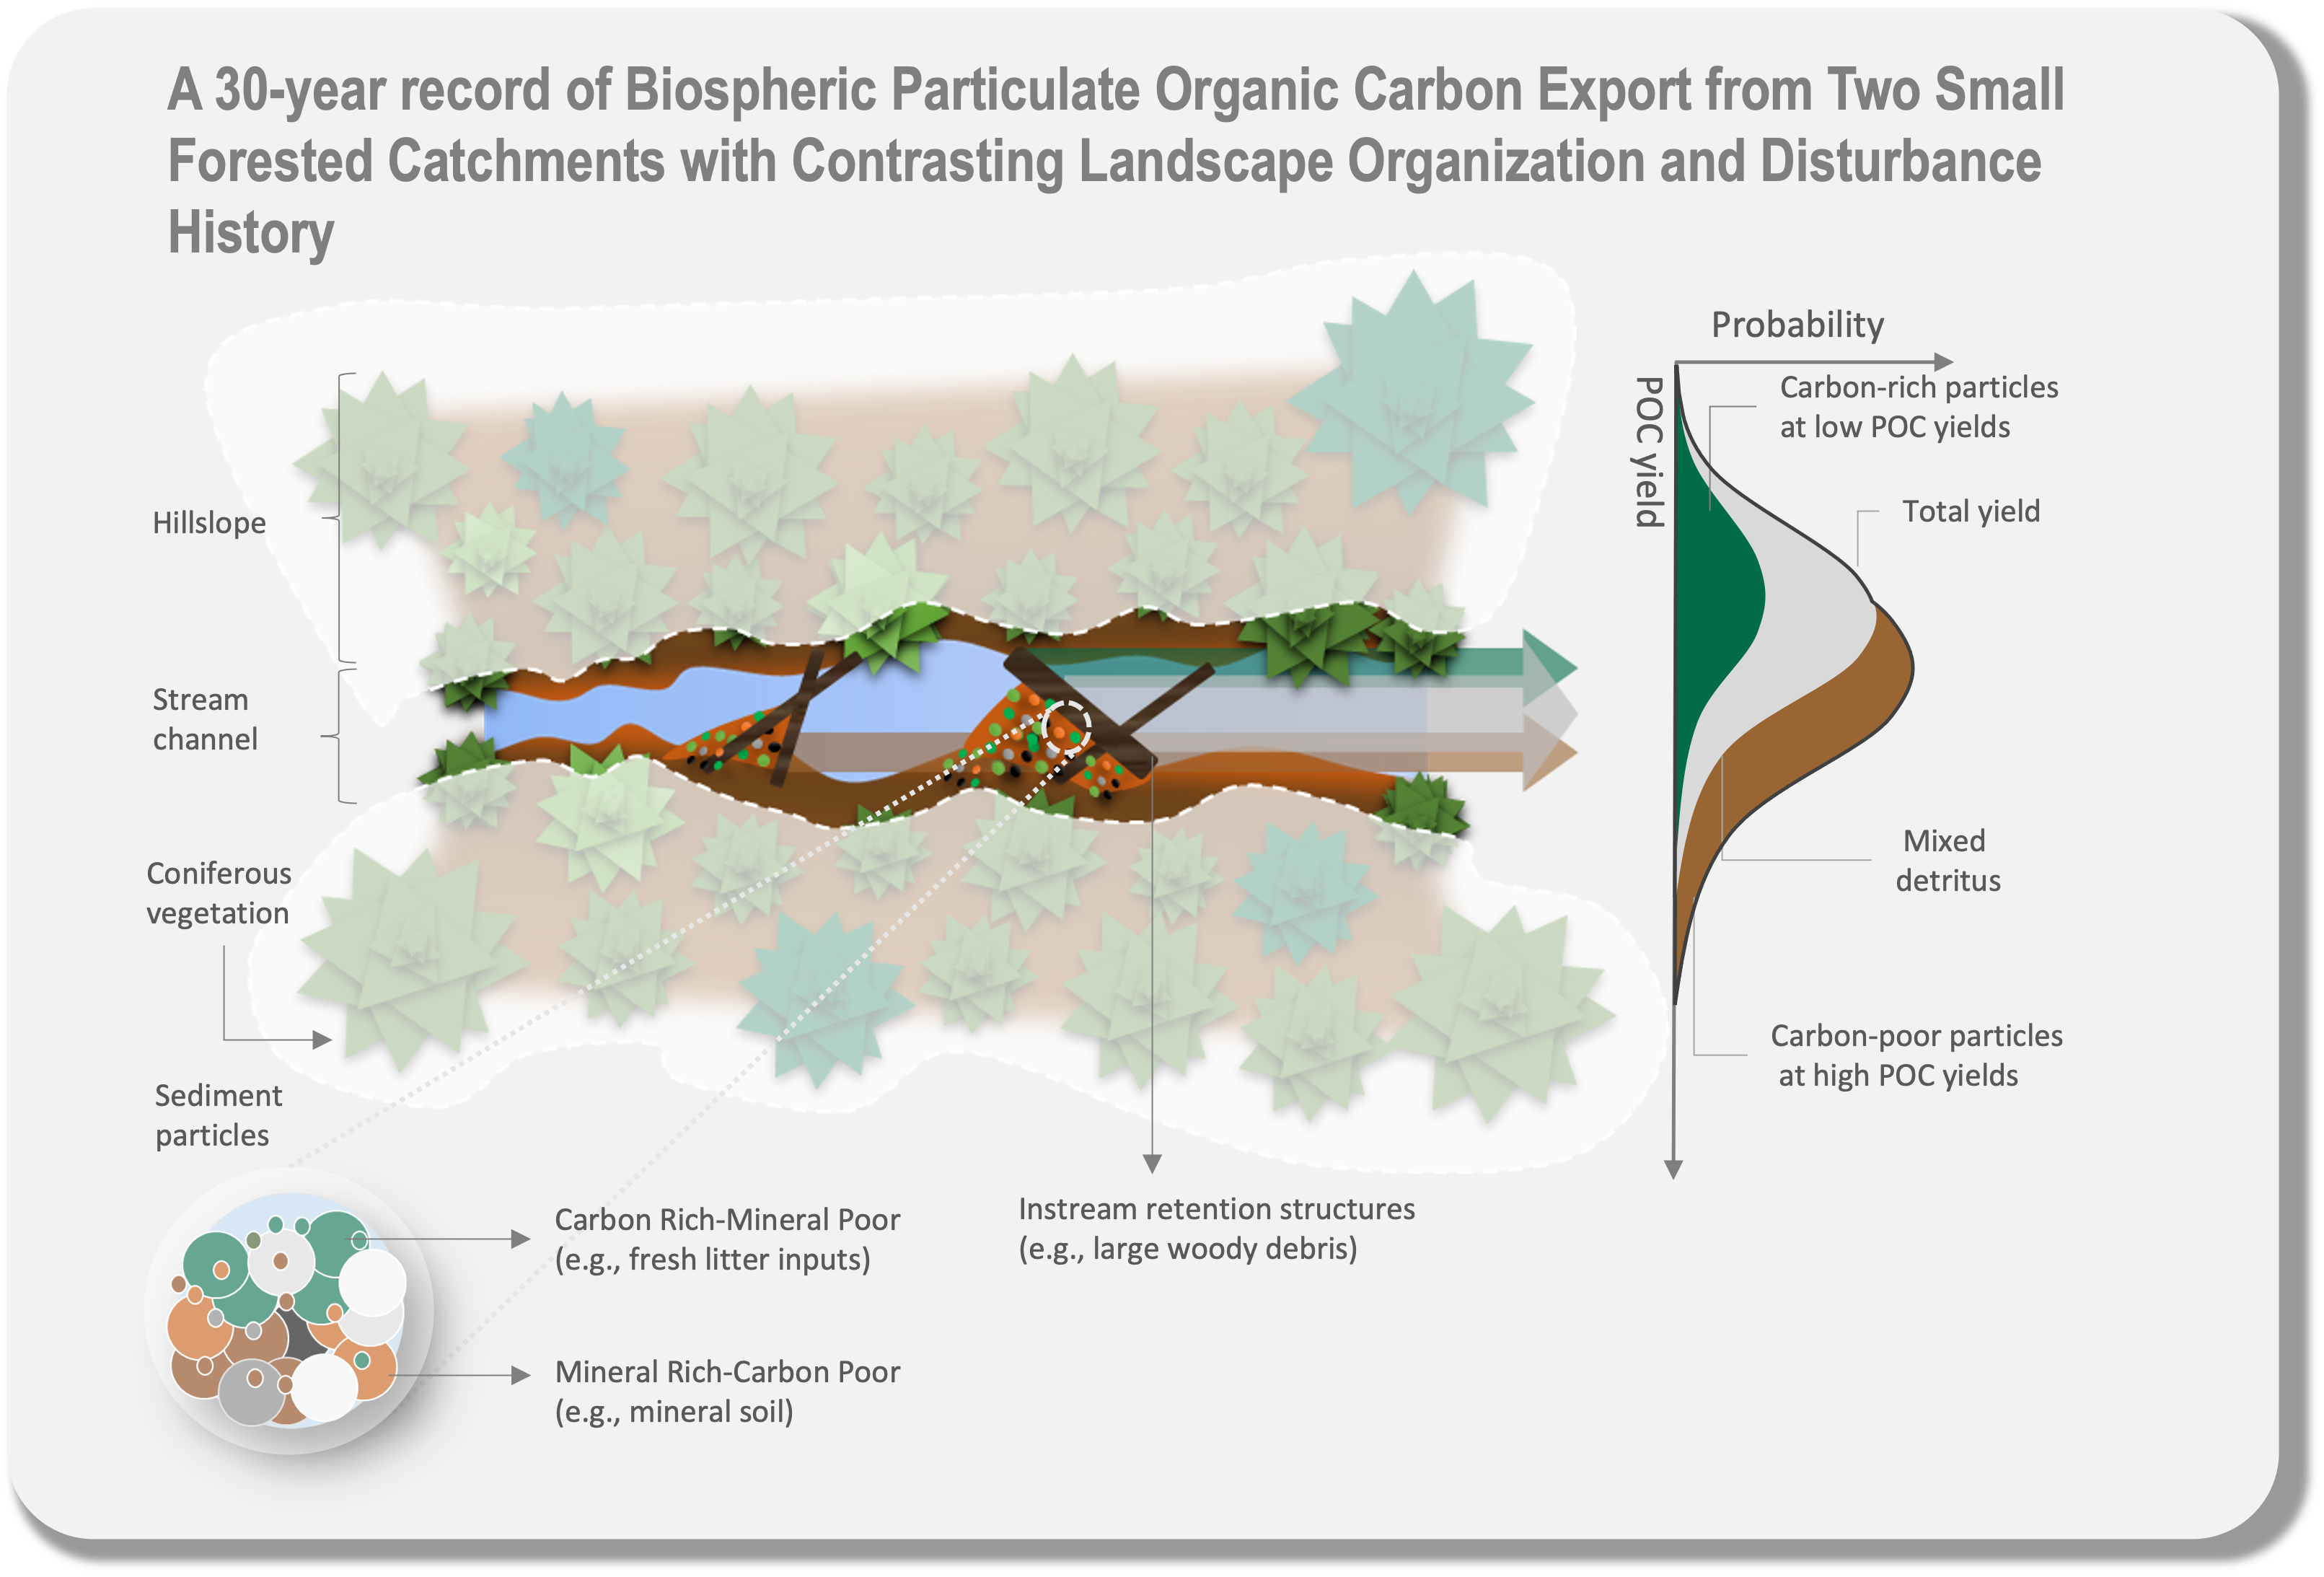 A 30-year record of Biospheric Particulate Organic Carbon Export from Two Small
Forested Catchments with Contrasting Landscape Organization and Disturbance
History
Probability
POC yield
Carbon-rich particles
at low POC yields
Total yield
Hillslope
Stream
channel
Mixed
detritus
Coniferous
vegetation
Carbon-poor particles
at high POC yields
Sediment
particles
Carbon Rich-Mineral Poor
(e.g., fresh litter inputs)
Instream retention structures
(e.g., large woody debris)
Mineral Rich-Carbon Poor
(e.g., mineral soil)